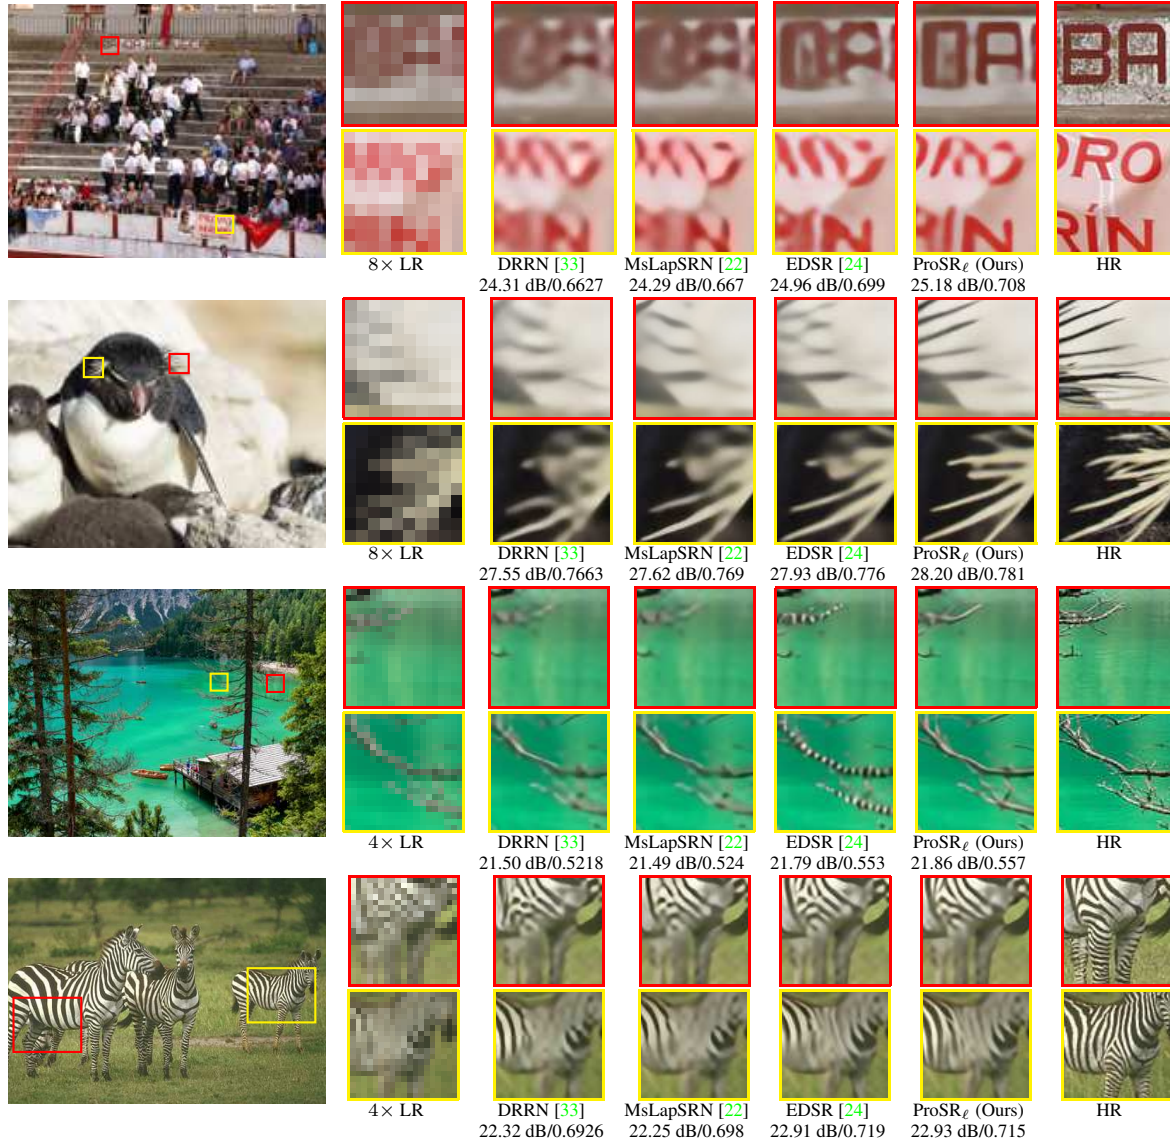 BA
DRO
RÍN
8× LR DRRN [33] MsLapSRN [22] EDSR [24] ProSRℓ (Ours) HR
24.31 dB/0.6627 24.29 dB/0.667 24.96 dB/0.699 25.18 dB/0.708
8× LR DRRN [33] MsLapSRN [22] EDSR [24] ProSRℓ (Ours) HR
27.55 dB/0.7663 27.62 dB/0.769 27.93 dB/0.776 28.20 dB/0.781
4× LR DRRN [33] MsLapSRN [22] EDSR [24] ProSRℓ (Ours) HR
21.50 dB/0.5218 21.49 dB/0.524 21.79 dB/0.553 21.86 dB/0.557
4× LR DRRN [33] MsLapSRN [22] EDSR [24] ProSRℓ (Ours) HR
22.32 dB/0.6926 22.25 dB/0.698 22.91 dB/0.719 22.93 dB/0.715